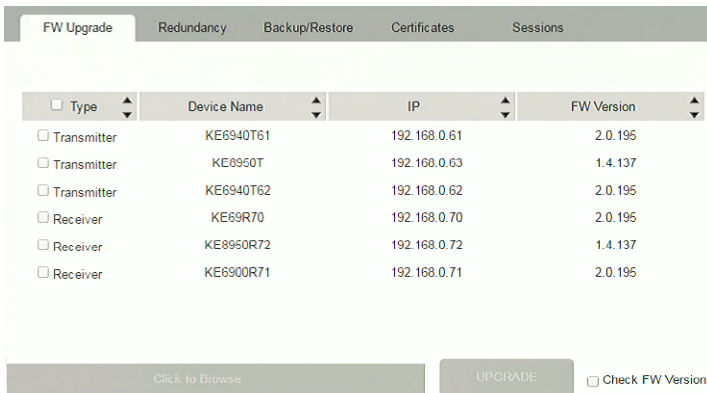 FW Upgrade Redundancy Backup/Restore Certificates Sessions
Type Device Name IP FW Version
Transmitter KE6940T61 192.168.0.61 2.0.195
Transmitter KE8950T 192.168.0.63 1.4.137
Transmitter KE6940T62 192.168.0.62 2.0.195
Receiver KE69R70 192.168.0.70 2.0.195
Receiver KE8950R72 192.168.0.72 1.4.137
Receiver KE6900R71 192.168.0.71 2.0.195
Click to Browse UPGRADE Check FW Version